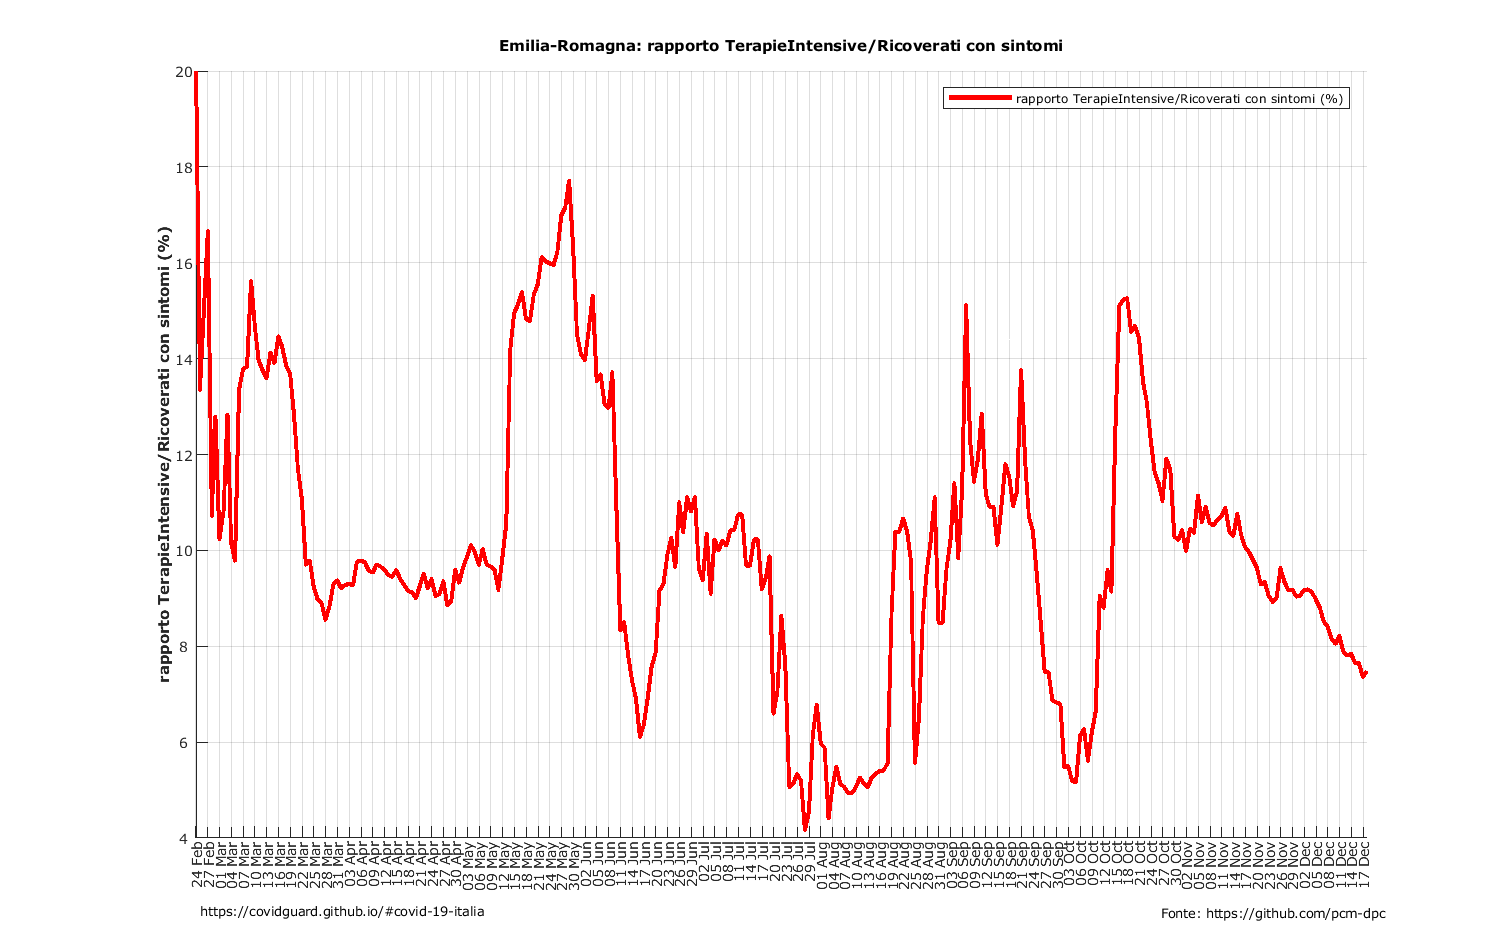 Emilia-Romagna: rapporto TerapieIntensive/Ricoverati con sintomi
rapporto TerapieIntensive/Ricoverati con sintomi (%)
rapporto TerapieIntensive/Ricoverati con sintomi (%)
20
18
16
14
12
10
8
6
4
24 Feb
27 Feb
01 Mar
04 Mar
07 Mar
10 Mar
13 Mar
16 Mar
19 Mar
22 Mar
25 Mar
28 Mar
31 Mar
03 Apr
06 Apr
09 Apr
12 Apr
15 Apr
18 Apr
21 Apr
24 Apr
27 Apr
30 Apr
03 May
06 May
09 May
12 May
15 May
18 May
21 May
24 May
27 May
30 May
02 Jun
05 Jun
08 Jun
11 Jun
14 Jun
17 Jun
20 Jun
23 Jun
26 Jun
29 Jun
02 Jul
05 Jul
08 Jul
11 Jul
14 Jul
17 Jul
20 Jul
23 Jul
26 Jul
29 Jul
01 Aug
04 Aug
07 Aug
10 Aug
13 Aug
16 Aug
19 Aug
22 Aug
25 Aug
28 Aug
31 Aug
03 Sep
06 Sep
09 Sep
12 Sep
15 Sep
18 Sep
21 Sep
24 Sep
27 Sep
30 Sep
03 Oct
06 Oct
09 Oct
12 Oct
15 Oct
18 Oct
21 Oct
24 Oct
27 Oct
30 Oct
02 Nov
05 Nov
08 Nov
11 Nov
14 Nov
17 Nov
20 Nov
23 Nov
26 Nov
29 Nov
02 Dec
05 Dec
08 Dec
11 Dec
14 Dec
17 Dec
https://covidguard.github.io/#covid-19-italia
Fonte: https://github.com/pcm-dpc